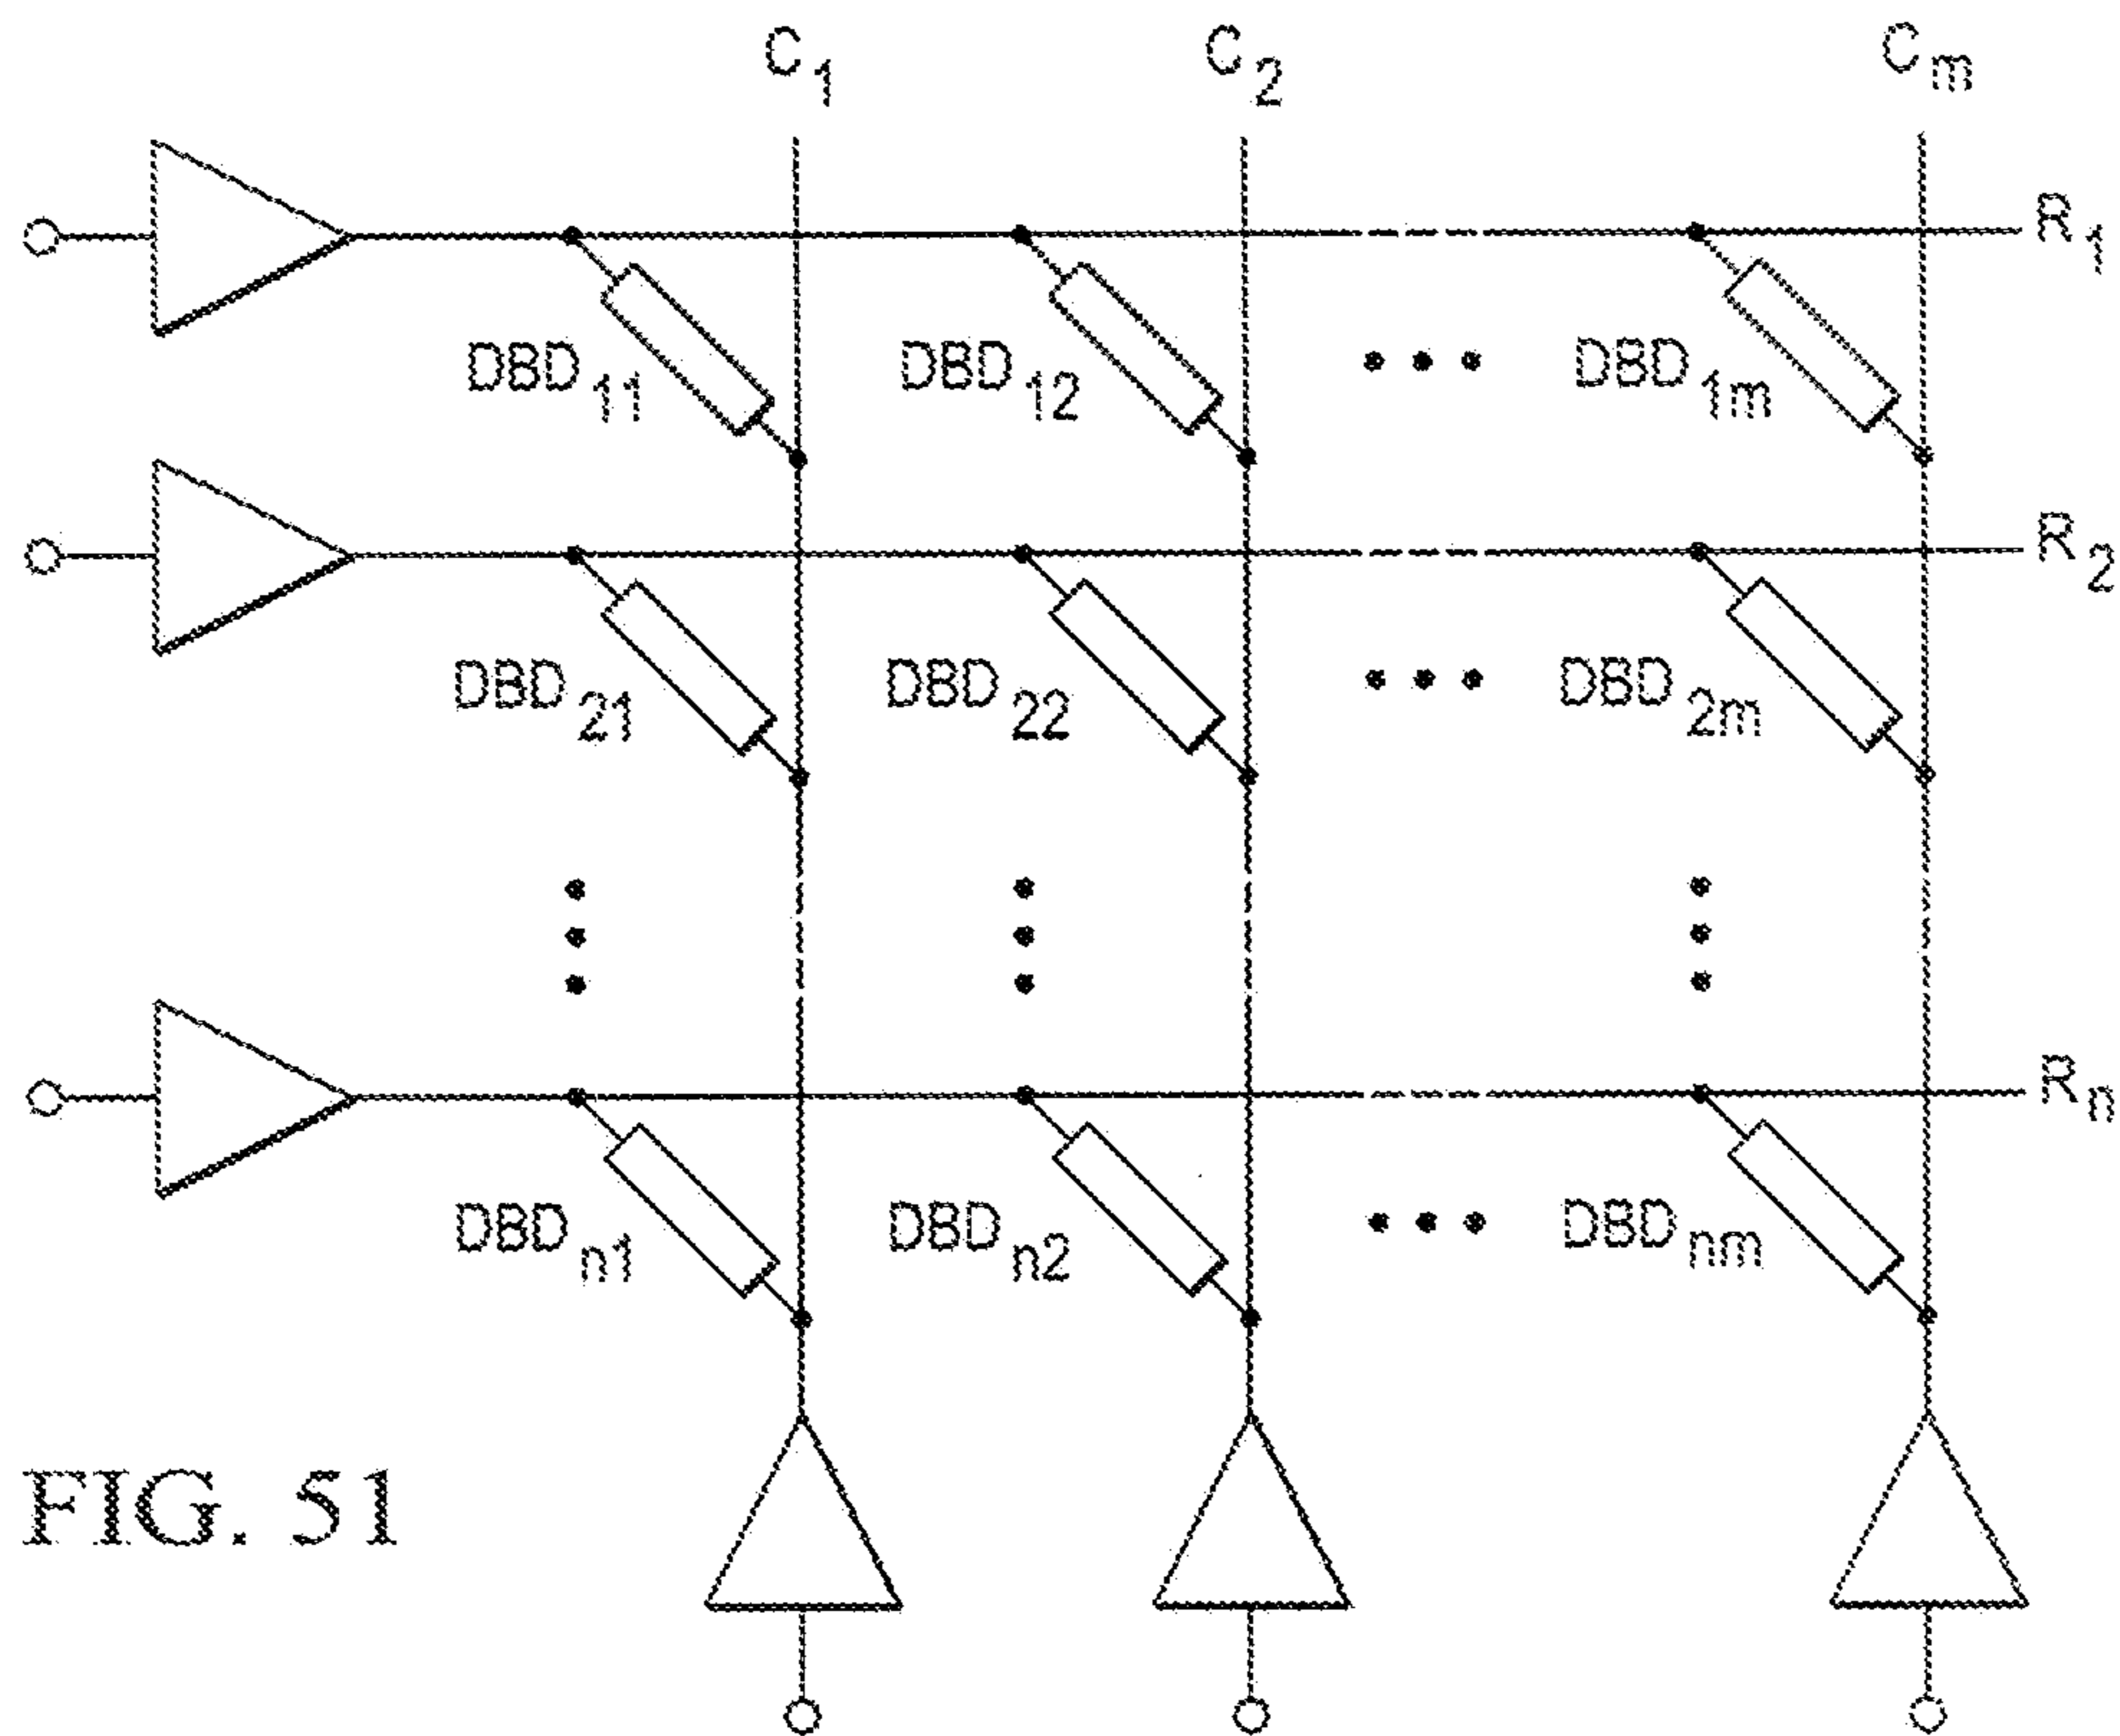 C1 C2 Cm
R1
DBD11 DBD12 ••• DBD1m
R2
DBD21 DBD22 ••• DBD2m
Rn
DBDn1 DBDn2 ••• DBDnm
FIG. 51